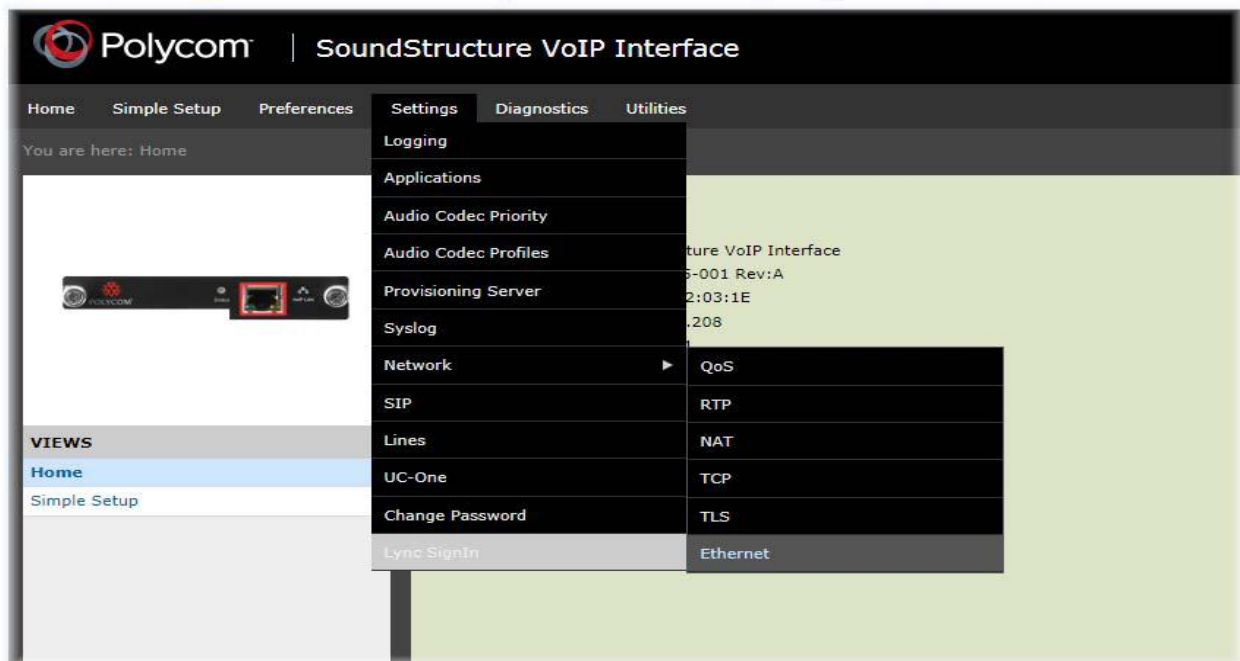 Polycom | SoundStructure VoIP Interface
Home Simple Setup Preferences Settings Diagnostics Utilities
You are here: Home
Logging
Applications
Audio Codec Priority
Audio Codec Profiles
ture VoIP Interface
-001 Rev:A
Provisioning Server
2:03:1E
POLYCOM
Syslog
.208
Network ► QoS
SIP RTP
VIEWS
Lines NAT
Home
UC-One TCP
Simple Setup
Change Password TLS
Lync SignIn Ethernet